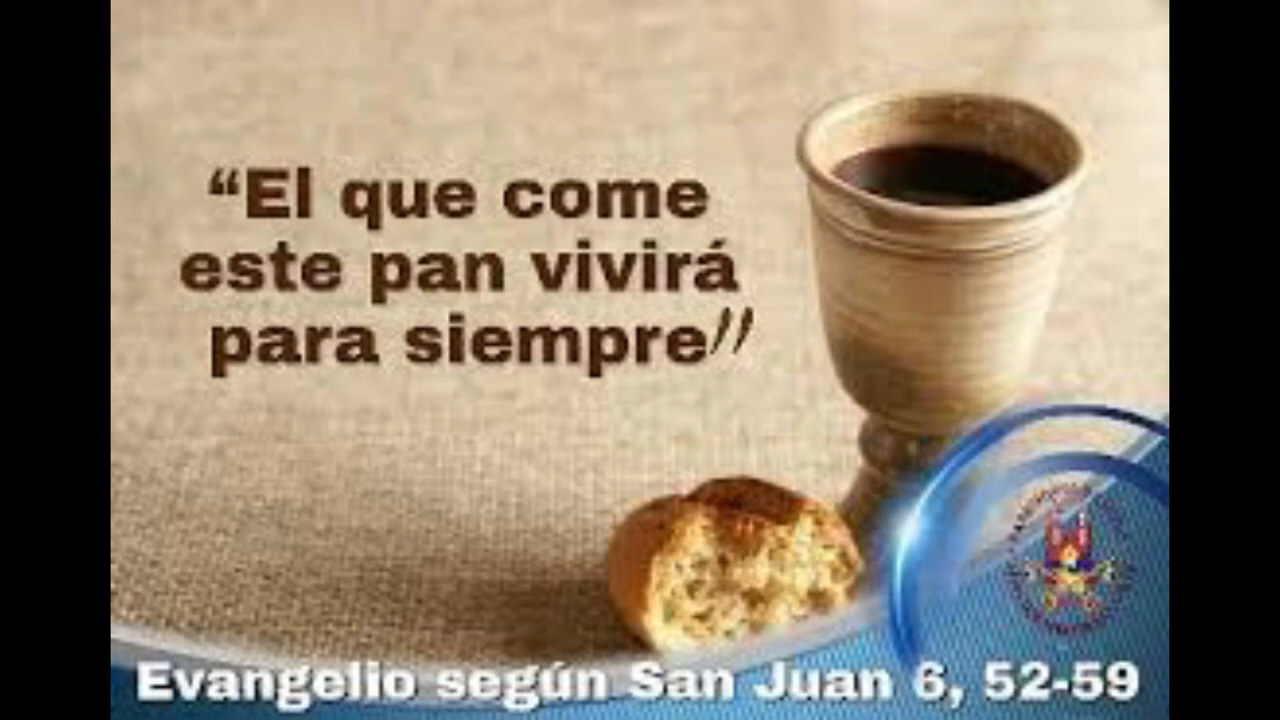 “El que come
este pan vivirá
para siempre”
Evangelio según San Juan 6, 52-59